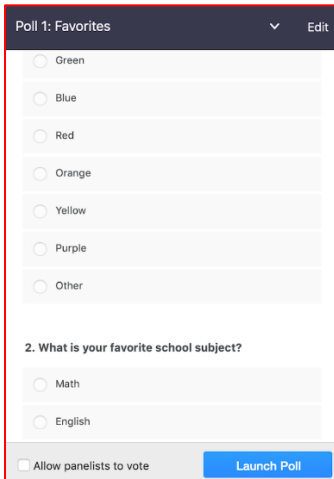 Poll 1: Favorites Edit
Green
Blue
Red
Orange
Yellow
Purple
Other
2. What is your favorite school subject?
Math
English
Allow panelists to vote Launch Poll